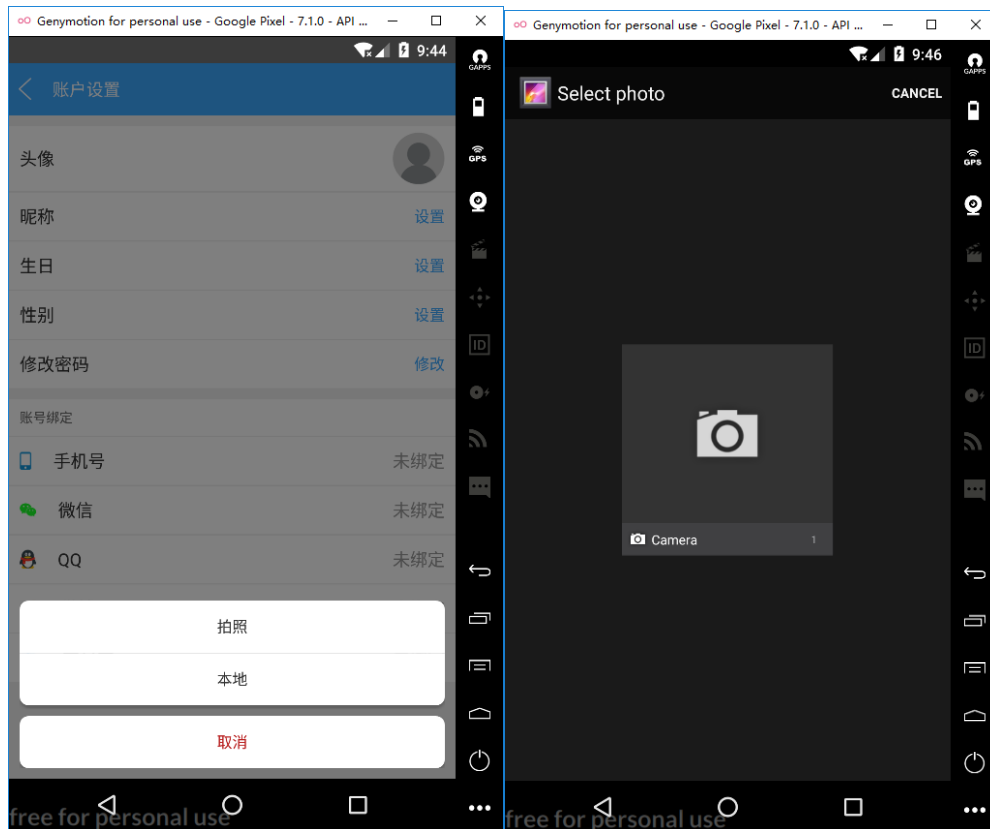 Genymotion for personal use - Google Pixel - 7.1.0 - API ...
9:44
GAPPS
账户设置
头像
GPS
昵称 设置
生日 设置
性别 设置
ID
修改密码 修改
账号绑定
手机号 未绑定
微信 未绑定
QQ 未绑定
拍照
本地
取消
free for personal use
Genymotion for personal use - Google Pixel - 7.1.0 - API ...
9:46
GAPPS
Select photo CANCEL
GPS
ID
Camera 1
free for personal use